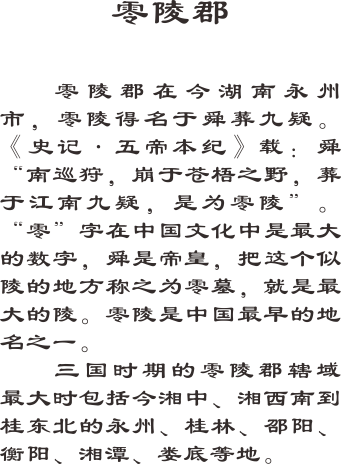 零陵郡
零陵郡在今湖南永州
市，零陵得名于舜葬九疑。
《史记·五帝本纪》载：舜
“南巡狩，崩于苍梧之野，葬
于江南九疑，是为零陵”。
“零”字在中国文化中是最大
的数字，舜是帝皇，把这个似
陵的地方称之为零墓，就是最
大的陵。零陵是中国最早的地
名之一。
三国时期的零陵郡辖域
最大时包括今湘中、湘西南到
桂东北的永州、桂林、邵阳、
衡阳、湘潭、娄底等地。